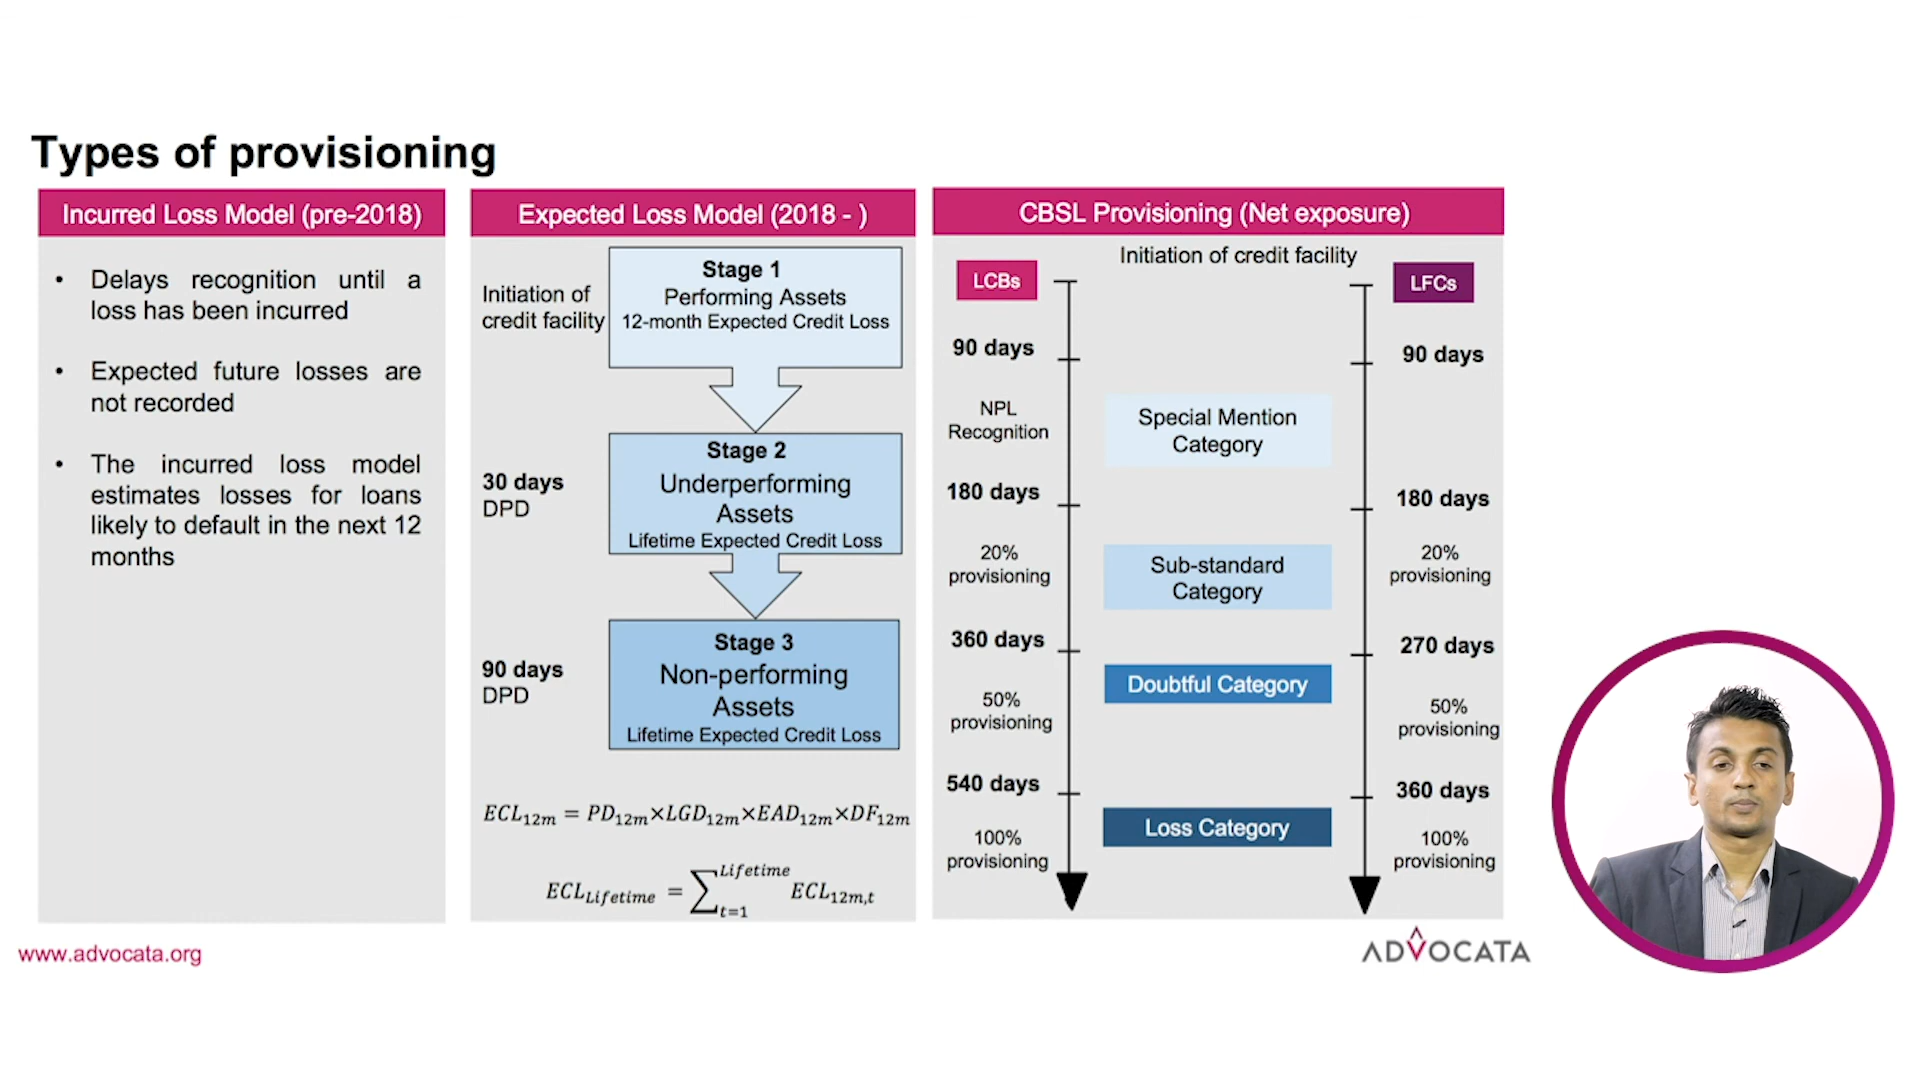 Types of provisioning
Incurred Loss Model (pre-2018)
• Delays recognition until a
loss has been incurred
• Expected future losses are
not recorded
• The incurred loss model
estimates losses for loans
likely to default in the next 12
months
Expected Loss Model (2018 - )
Initiation of
credit facility
Stage 1
Performing Assets
12-month Expected Credit Loss
30 days
DPD
Stage 2
Underperforming
Assets
Lifetime Expected Credit Loss
90 days
DPD
Stage 3
Non-performing
Assets
Lifetime Expected Credit Loss
ECL12m = PD12m×LGD12m×EAD12m×DF12m
ECLLifetime = ∑t=1Lifetime ECL12m,t
CBSL Provisioning (Net exposure)
Initiation of credit facility
LCBs
90 days
NPL
Recognition
180 days
20%
provisioning
360 days
50%
provisioning
540 days
100%
provisioning
Special Mention
Category
Sub-standard
Category
Doubtful Category
Loss Category
LFCs
90 days
180 days
20%
provisioning
270 days
50%
provisioning
360 days
100%
provisioning
www.advocata.org
ADVOCATA